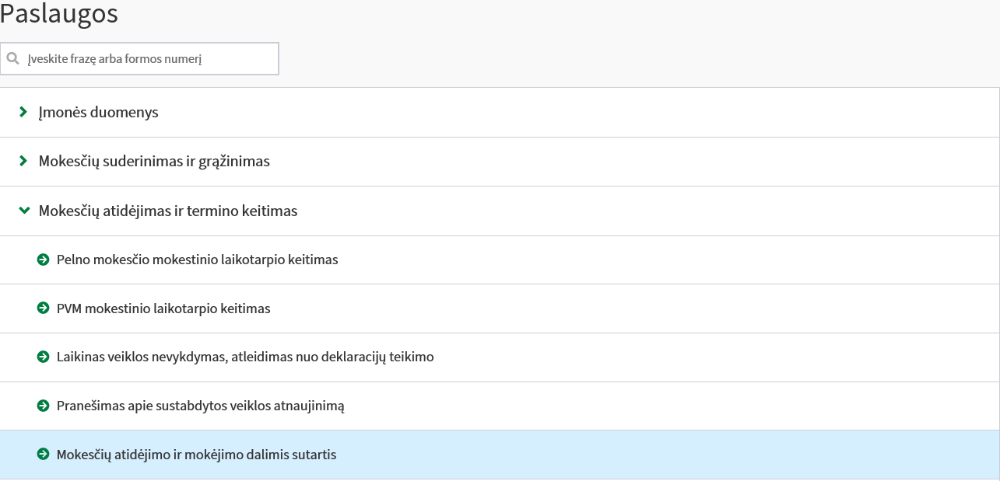 Paslaugos
Įveskite frazę arba formos numerį
Įmonės duomenys
Mokesčių suderinimas ir grąžinimas
Mokesčių atidėjimas ir termino keitimas
Pelno mokesčio mokestinio laikotarpio keitimas
PVM mokestinio laikotarpio keitimas
Laikinas veiklos nevykdymas, atleidimas nuo deklaracijų teikimo
Pranešimas apie sustabdytos veiklos atnaujinimą
Mokesčių atidėjimo ir mokėjimo dalimis sutartis